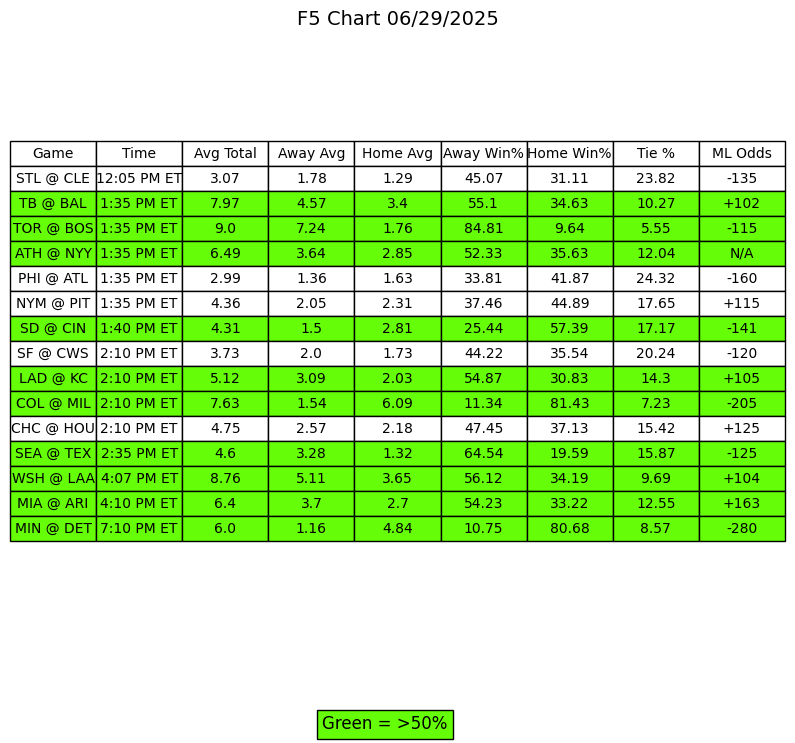 F5 Chart 06/29/2025
Game Time Avg Total Away Avg Home Avg Away Win% Home Win% Tie % ML Odds
STL @ CLE 12:05 PM ET 3.07 1.78 1.29 45.07 31.11 23.82 -135
TB @ BAL 1:35 PM ET 7.97 4.57 3.4 55.1 34.63 10.27 +102
TOR @ BOS 1:35 PM ET 9.0 7.24 1.76 84.81 9.64 5.55 -115
ATH @ NYY 1:35 PM ET 6.49 3.64 2.85 52.33 35.63 12.04 N/A
PHI @ ATL 1:35 PM ET 2.99 1.36 1.63 33.81 41.87 24.32 -160
NYM @ PIT 1:35 PM ET 4.36 2.05 2.31 37.46 44.89 17.65 +115
SD @ CIN 1:40 PM ET 4.31 1.5 2.81 25.44 57.39 17.17 -141
SF @ CWS 2:10 PM ET 3.73 2.0 1.73 44.22 35.54 20.24 -120
LAD @ KC 2:10 PM ET 5.12 3.09 2.03 54.87 30.83 14.3 +105
COL @ MIL 2:10 PM ET 7.63 1.54 6.09 11.34 81.43 7.23 -205
CHC @ HOU 2:10 PM ET 4.75 2.57 2.18 47.45 37.13 15.42 +125
SEA @ TEX 2:35 PM ET 4.6 3.28 1.32 64.54 19.59 15.87 -125
WSH @ LAA 4:07 PM ET 8.76 5.11 3.65 56.12 34.19 9.69 +104
MIA @ ARI 4:10 PM ET 6.4 3.7 2.7 54.23 33.22 12.55 +163
MIN @ DET 7:10 PM ET 6.0 1.16 4.84 10.75 80.68 8.57 -280
Green = >50%